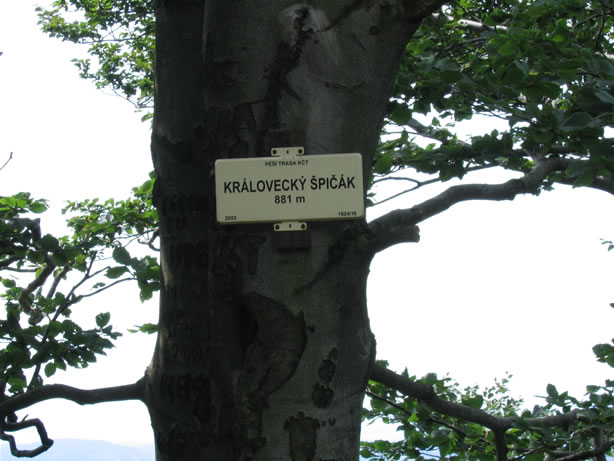 PĚŠÍ TRASA KČT
KRÁLOVECKÝ ŠPIČÁK
881 m
2003 1824/16